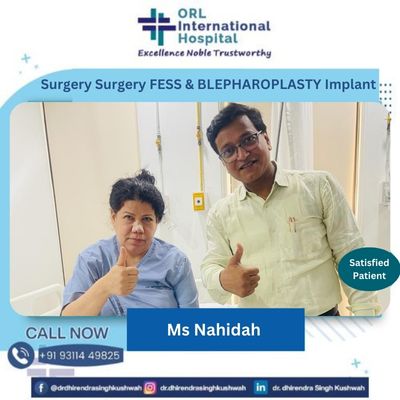 ORL
International
Hospital
Excellence Noble Trustworthy
Surgery Surgery FESS & BLEPHAROPLASTY Implant
Satisfied
Patient
Ms Nahidah
CALL NOW
+91 93114 49825
@drdhirendrasinghkushwah dr.dhirendrasinghkushwah dr. dhirendra Singh Kushwah